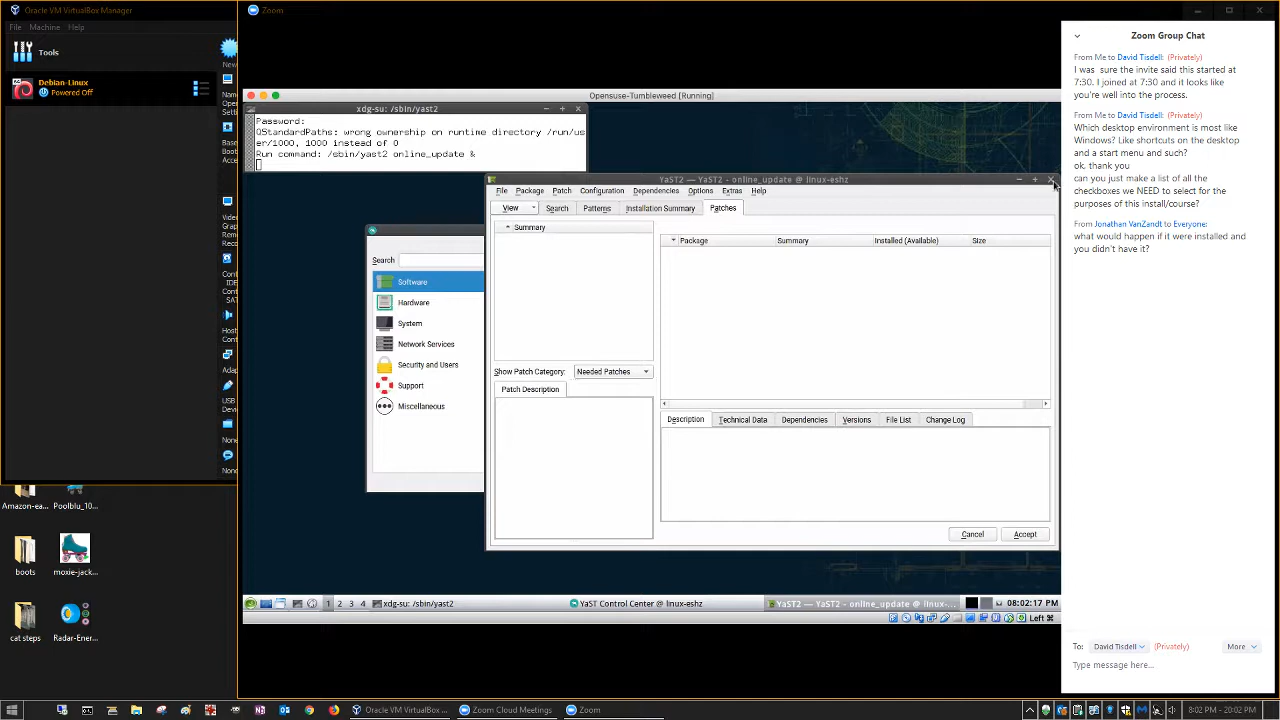 Oracle VM VirtualBox Manager
File Machine Help
Tools
New
Debian-Linux
Powered Off
Zoom
Opensuse-Tumbleweed [Running]
xdg-su: /sbin/yast2
Password:
QStandardPaths: wrong ownership on runtime directory /run/us
er/1000, 1000 instead of 0
Run command: /sbin/yast2 online_update &
YaST2 — YaST2 - online_update @ linux-eshz
File Package Patch Configuration Dependencies Options Extras Help
View Search Patterns Installation Summary Patches
Summary
Package Summary Installed (Available) Size
Search
Software
Hardware
System
Network Services
Security and Users
Support
Miscellaneous
Show Patch Category: Needed Patches
Patch Description
Description Technical Data Dependencies Versions File List Change Log
Cancel Accept
1 2 3 4 xdg-su: /sbin/yast2 YaST Control Center @ linux-eshz YaST2 — YaST2 - online_update @ linux-... 08:02:17 PM
Left ⌘
Zoom Group Chat
From Me to David Tisdell: (Privately)
I was sure the invite said this started at
7:30. I joined at 7:30 and it looks like
you're well into the process.
From Me to David Tisdell: (Privately)
Which desktop environment is most like
Windows? Like shortcuts on the desktop
and a start menu and such?
ok. thank you
can you just make a list of all the
checkboxes we NEED to select for the
purposes of this install/course?
From Jonathan VanZandt to Everyone:
what would happen if it were installed and
you didn't have it?
To: David Tisdell (Privately) More
Type message here...
Amazon-ea... Poolblu_10...
boots moxie-jack...
cat steps Radar-Ener...
Oracle VM VirtualB... Zoom Cloud Meetings Zoom 8:02 PM - 20:02 PM